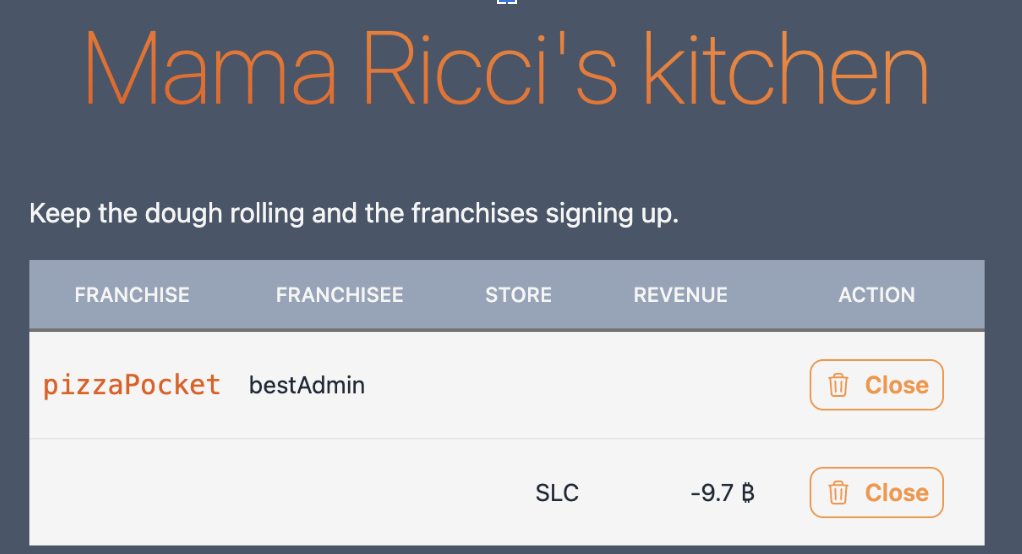 Mama Ricci's kitchen
Keep the dough rolling and the franchises signing up.
FRANCHISE FRANCHISEE STORE REVENUE ACTION
pizzaPocket bestAdmin Close
SLC -9.7 ₿ Close